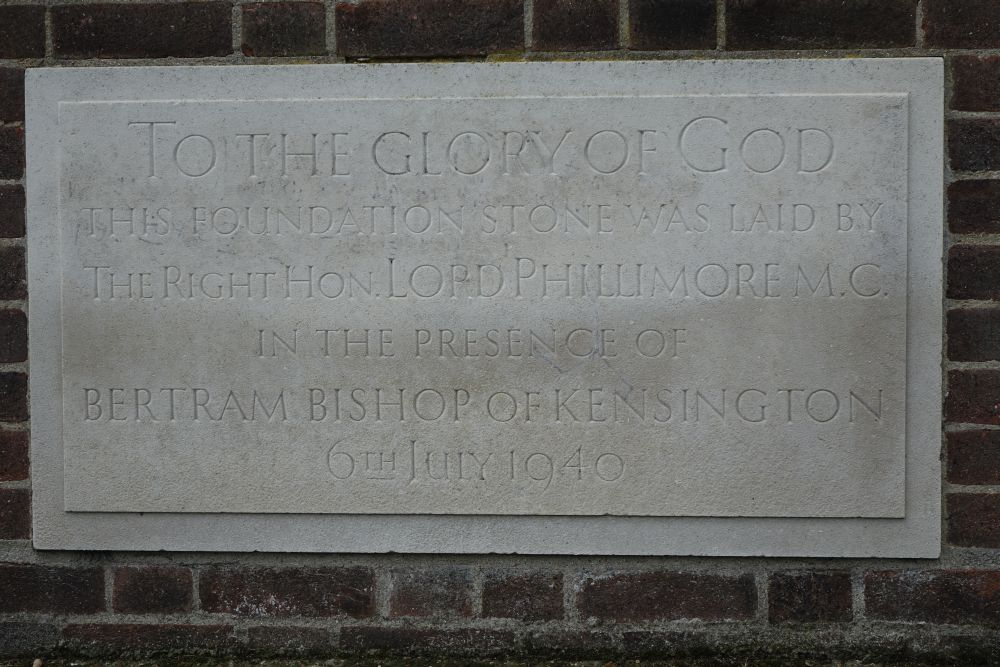 To the glory of God
this foundation stone was laid by
The Right Hon. Lord Phillimore M.C.
in the presence of
Bertram Bishop of Kensington
6th July 1940